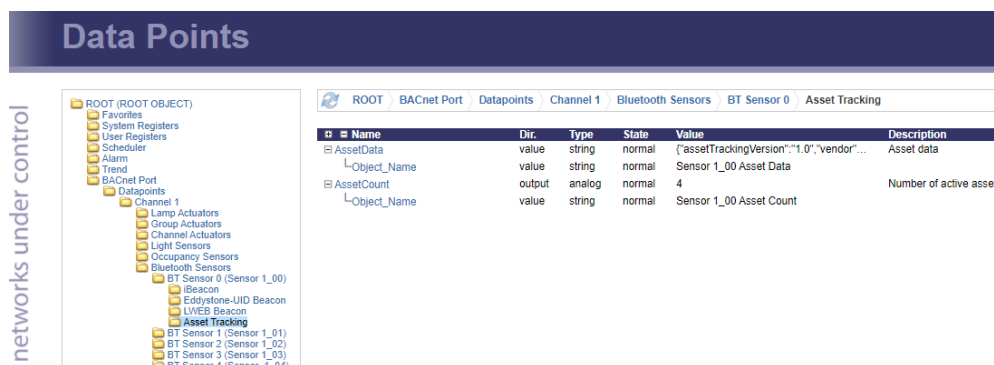 Data Points
networks under control
ROOT (ROOT OBJECT)
Favorites
System Registers
User Registers
Scheduler
Alarm
Trend
BACnet Port
Datapoints
Channel 1
Lamp Actuators
Group Actuators
Channel Actuators
Light Sensors
Occupancy Sensors
Bluetooth Sensors
BT Sensor 0 (Sensor 1_00)
iBeacon
Eddystone-UID Beacon
LWEB Beacon
Asset Tracking
BT Sensor 1 (Sensor 1_01)
BT Sensor 2 (Sensor 1_02)
BT Sensor 3 (Sensor 1_03)
BT Sensor 4 (Sensor 1_04)
ROOT BACnet Port Datapoints Channel 1 Bluetooth Sensors BT Sensor 0 Asset Tracking
Name Dir. Type State Value Description
AssetData value string normal {"assetTrackingVersion":"1.0","vendor"... Asset data
Object_Name value string normal Sensor 1_00 Asset Data
AssetCount output analog normal 4 Number of active asse
Object_Name value string normal Sensor 1_00 Asset Count